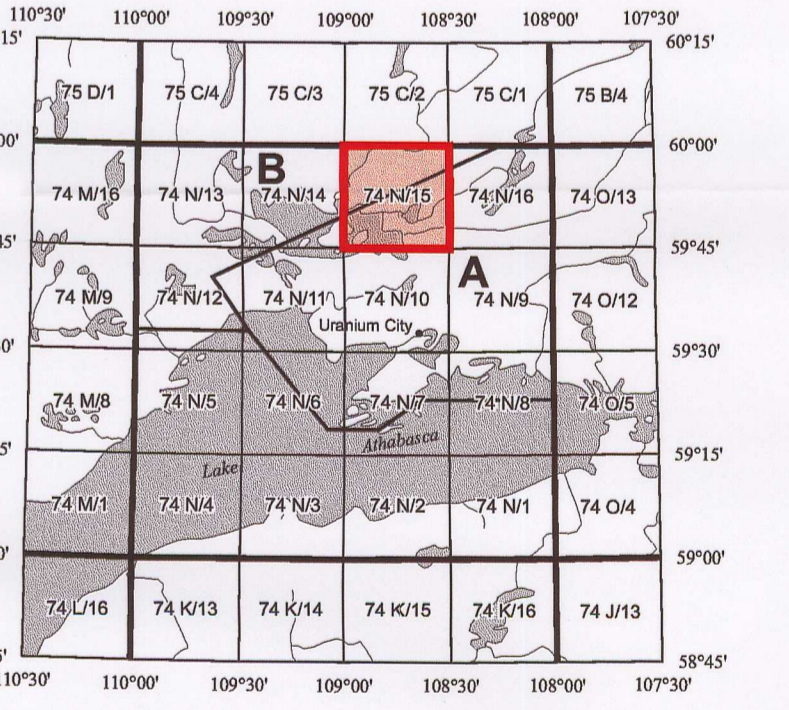 110°30' 110°00' 109°30' 109°00' 108°30' 108°00' 107°30'
15' 60°15'
75 D/1 75 C/4 75 C/3 75 C/2 75 C/1 75 B/4
00' 60°00'
B
74 M/16 74 N/13 74 N/14 74 N/15 74 N/16 74 O/13
45' 59°45'
A
74 M/9 74 N/12 74 N/11 74 N/10 74 N/9 74 O/12
Uranium City
30' 59°30'
74 M/8 74 N/5 74 N/6 74 N/7 74 N/8 74 O/5
Lake Athabasca
5' 59°15'
74 M/1 74 N/4 74 N/3 74 N/2 74 N/1 74 O/4
0' 59°00'
74 L/16 74 K/13 74 K/14 74 K/15 74 K/16 74 J/13
5' 58°45'
110°30' 110°00' 109°30' 109°00' 108°30' 108°00' 107°30'